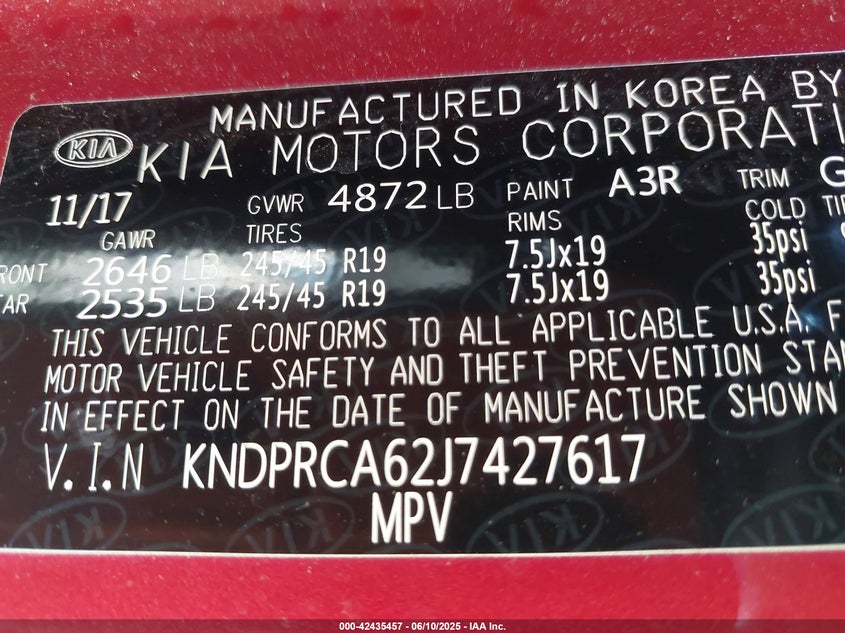 MANUFACTURED IN KOREA BY
KIA KIA MOTORS CORPORATI
11/17 GVWR 4872 LB PAINT A3R TRIM G
GAWR TIRES RIMS COLD TI
RONT 2646 LB 245/45 R19 7.5Jx19 35psi
EAR 2535 LB 245/45 R19 7.5Jx19 35psi
THIS VEHICLE CONFORMS TO ALL APPLICABLE U.S.A. F
MOTOR VEHICLE SAFETY AND THEFT PREVENTION STAN
IN EFFECT ON THE DATE OF MANUFACTURE SHOWN
V.I.N KNDPRCA62J7427617
MPV
000-42435457 - 06/10/2025 - IAA Inc.